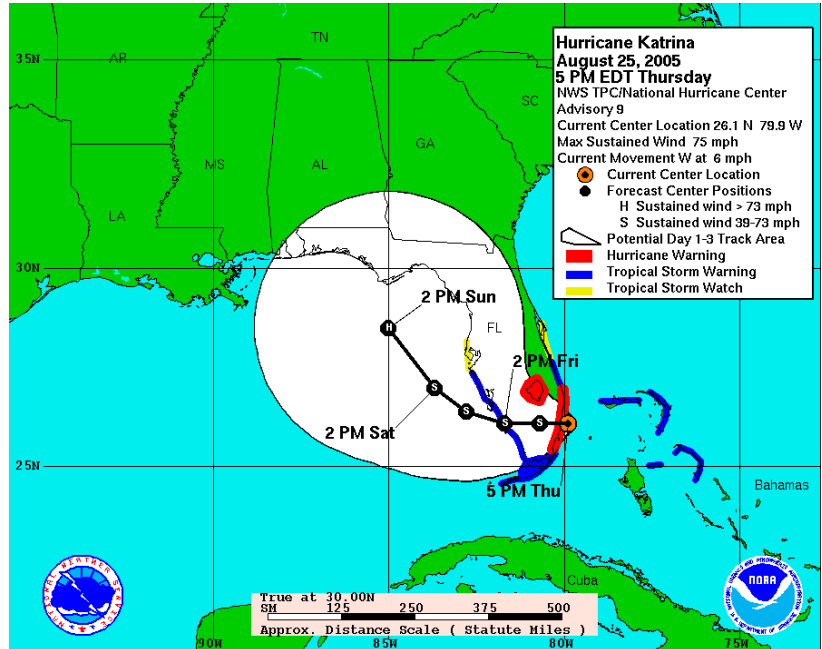 Hurricane Katrina
August 25, 2005
5 PM EDT Thursday
NWS TPC/National Hurricane Center
Advisory 9
Current Center Location 26.1 N 79.9 W
Max Sustained Wind 75 mph
Current Movement W at 6 mph
Current Center Location
Forecast Center Positions
H Sustained wind > 73 mph
S Sustained wind 39-73 mph
Potential Day 1-3 Track Area
Hurricane Warning
Tropical Storm Warning
Tropical Storm Watch
TN
AR
35N
SC
GA
MS
AL
LA
30N
2 PM Sun
H
FL
2 PM Fri
S
S
S
S
2 PM Sat
25N
5 PM Thu
Bahamas
Cuba
NATIONAL WEATHER SERVICE
NOAA
True at 30.00N
SM 125 250 375 500
Approx. Distance Scale ( Statute Miles )
90W
85W
80W
75W